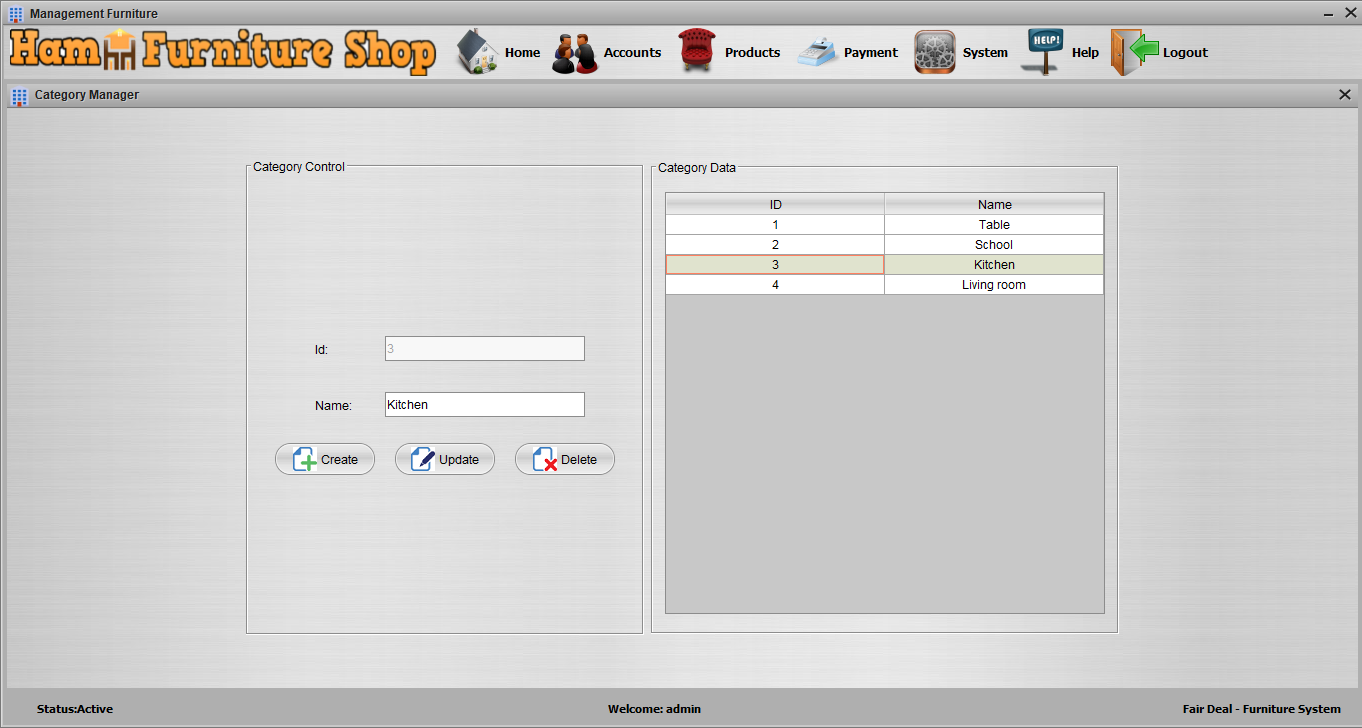 Management Furniture
Ham Furniture Shop
Home
Accounts
Products
Payment
System
HELP!
Help
Logout
Category Manager
Category Control
Id:
3
Name:
Kitchen
Create
Update
Delete
Category Data
ID Name
1 Table
2 School
3 Kitchen
4 Living room
Status:Active
Welcome: admin
Fair Deal - Furniture System